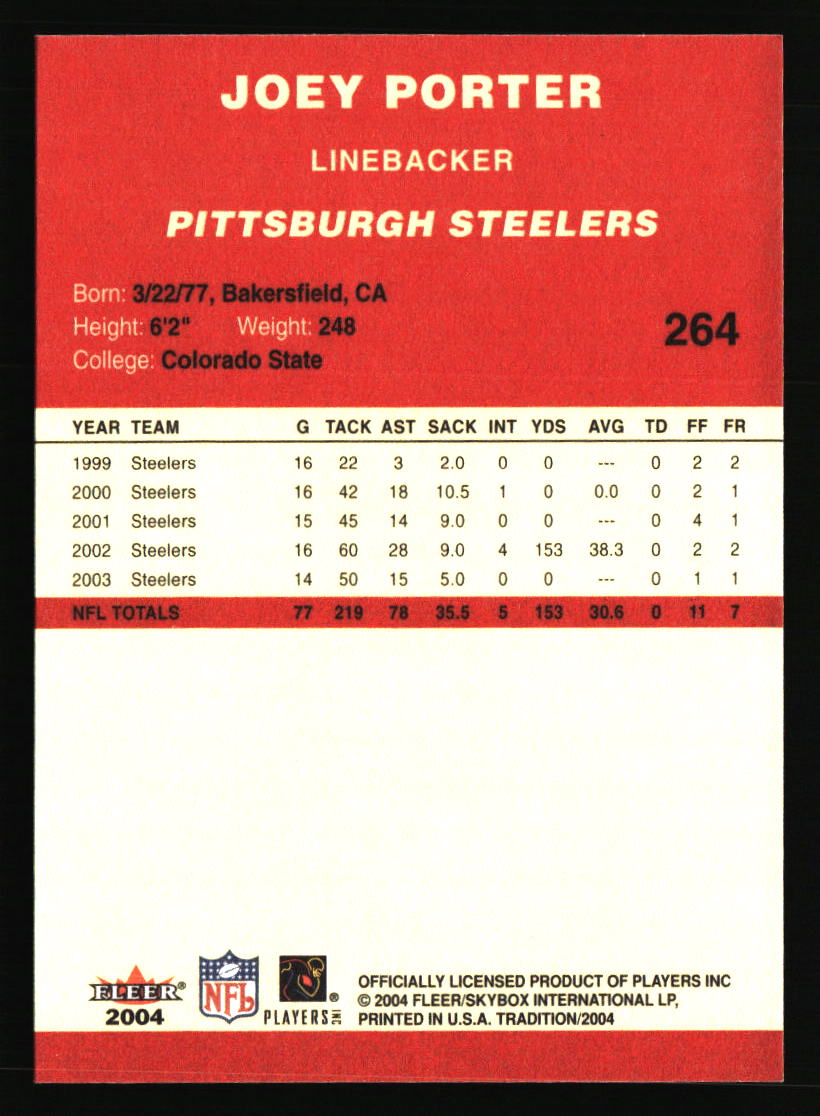 JOEY PORTER
LINEBACKER
PITTSBURGH STEELERS
Born: 3/22/77, Bakersfield, CA
Height: 6'2" Weight: 248
College: Colorado State
264
YEAR TEAM G TACK AST SACK INT YDS AVG TD FF FR
1999 Steelers 16 22 3 2.0 0 0 --- 0 2 2
2000 Steelers 16 42 18 10.5 1 0 0.0 0 2 1
2001 Steelers 15 45 14 9.0 0 0 --- 0 4 1
2002 Steelers 16 60 28 9.0 4 153 38.3 0 2 2
2003 Steelers 14 50 15 5.0 0 0 --- 0 1 1
NFL TOTALS 77 219 78 35.5 5 153 30.6 0 11 7
FLEER®
2004
NFL
PLAYERS INC ®
OFFICIALLY LICENSED PRODUCT OF PLAYERS INC
© 2004 FLEER/SKYBOX INTERNATIONAL LP,
PRINTED IN U.S.A. TRADITION/2004